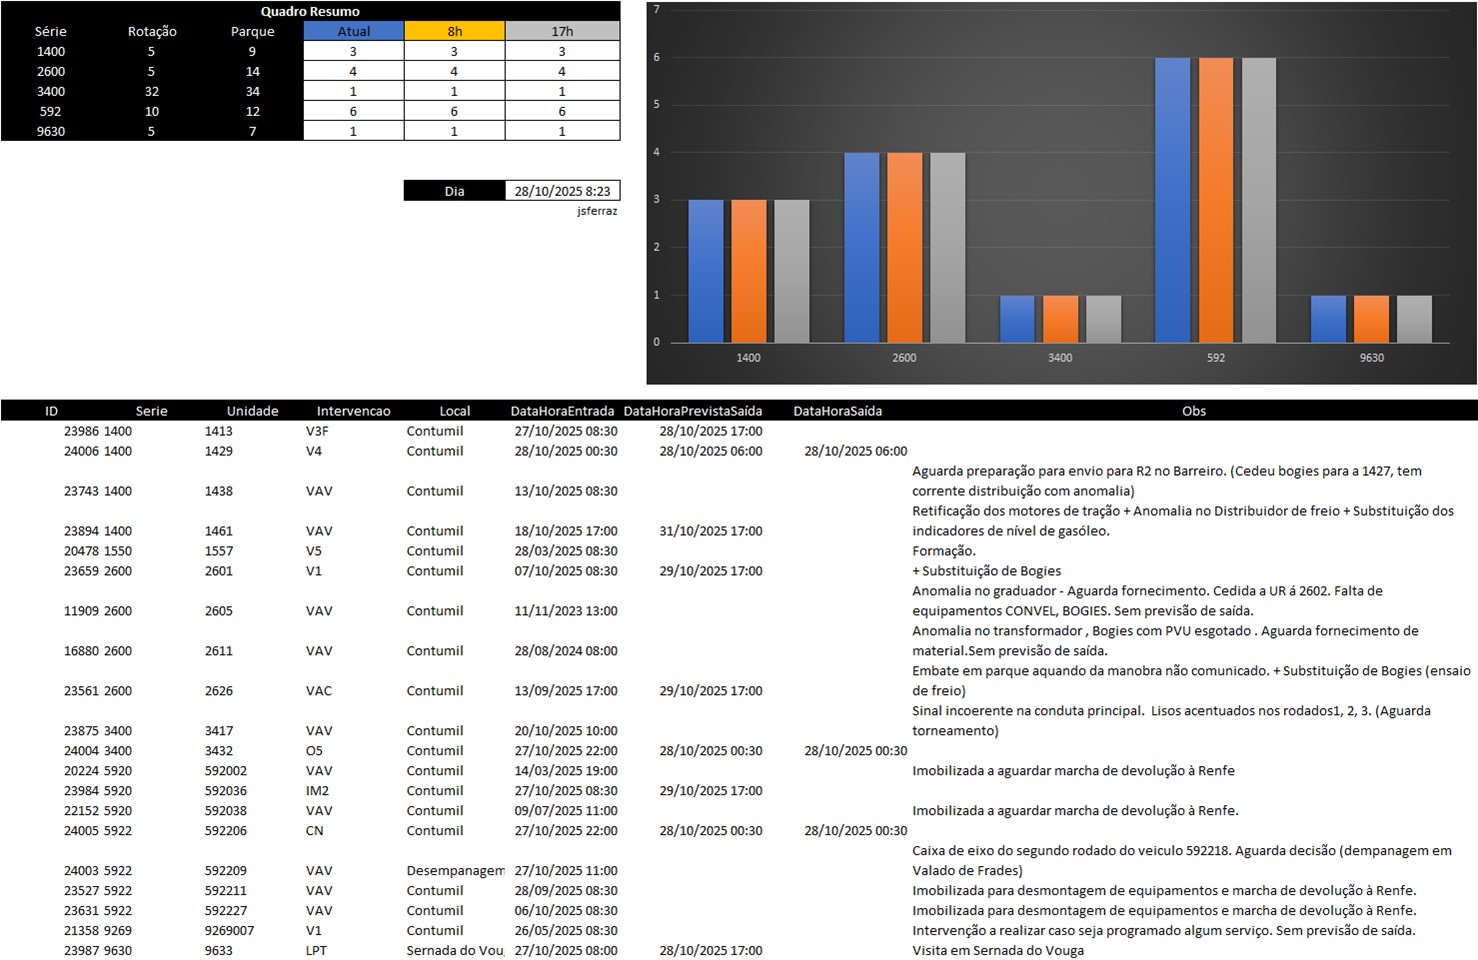 Quadro Resumo
Série Rotação Parque Atual 8h 17h
1400 5 9 3 3 3
2600 5 14 4 4 4
3400 32 34 1 1 1
592 10 12 6 6 6
9630 5 7 1 1 1
Dia 28/10/2025 8:23
jsferraz
7
6
5
4
3
2
1
0
1400 2600 3400 592 9630
ID Serie Unidade Intervencao Local DataHoraEntrada DataHoraPrevistaSaída DataHoraSaída Obs
23986 1400 1413 V3F Contumil 27/10/2025 08:30 28/10/2025 17:00
24006 1400 1429 V4 Contumil 28/10/2025 00:30 28/10/2025 06:00 28/10/2025 06:00
Aguarda preparação para envio para R2 no Barreiro. (Cedeu bogies para a 1427, tem
23743 1400 1438 VAV Contumil 13/10/2025 08:30 corrente distribuição com anomalia)
Retificação dos motores de tração + Anomalia no Distribuidor de freio + Substituição dos
23894 1400 1461 VAV Contumil 18/10/2025 17:00 31/10/2025 17:00 indicadores de nível de gasóleo.
20478 1550 1557 V5 Contumil 28/03/2025 08:30 Formação.
23659 2600 2601 V1 Contumil 07/10/2025 08:30 29/10/2025 17:00 + Substituição de Bogies
Anomalia no graduador - Aguarda fornecimento. Cedida a UR á 2602. Falta de
11909 2600 2605 VAV Contumil 11/11/2023 13:00 equipamentos CONVEL, BOGIES. Sem previsão de saída.
Anomalia no transformador , Bogies com PVU esgotado . Aguarda fornecimento de
16880 2600 2611 VAV Contumil 28/08/2024 08:00 material.Sem previsão de saída.
Embate em parque aquando da manobra não comunicado. + Substituição de Bogies (ensaio
23561 2600 2626 VAC Contumil 13/09/2025 17:00 29/10/2025 17:00 de freio)
Sinal incoerente na conduta principal. Lisos acentuados nos rodados1, 2, 3. (Aguarda
23875 3400 3417 VAV Contumil 20/10/2025 10:00 torneamento)
24004 3400 3432 O5 Contumil 27/10/2025 22:00 28/10/2025 00:30 28/10/2025 00:30
20224 5920 592002 VAV Contumil 14/03/2025 19:00 Imobilizada a aguardar marcha de devolução à Renfe
23984 5920 592036 IM2 Contumil 27/10/2025 08:30 29/10/2025 17:00
22152 5920 592038 VAV Contumil 09/07/2025 11:00 Imobilizada a aguardar marcha de devolução à Renfe.
24005 5922 592206 CN Contumil 27/10/2025 22:00 28/10/2025 00:30 28/10/2025 00:30
Caixa de eixo do segundo rodado do veiculo 592218. Aguarda decisão (dempanagem em
24003 5922 592209 VAV Desempanagem 27/10/2025 11:00 Valado de Frades)
23527 5922 592211 VAV Contumil 28/09/2025 08:30 Imobilizada para desmontagem de equipamentos e marcha de devolução à Renfe.
23631 5922 592227 VAV Contumil 06/10/2025 08:30 Imobilizada para desmontagem de equipamentos e marcha de devolução à Renfe.
21358 9269 9269007 V1 Contumil 26/05/2025 08:30 Intervenção a realizar caso seja programado algum serviço. Sem previsão de saída.
23987 9630 9633 LPT Sernada do Vou 27/10/2025 08:00 28/10/2025 17:00 Visita em Sernada do Vouga